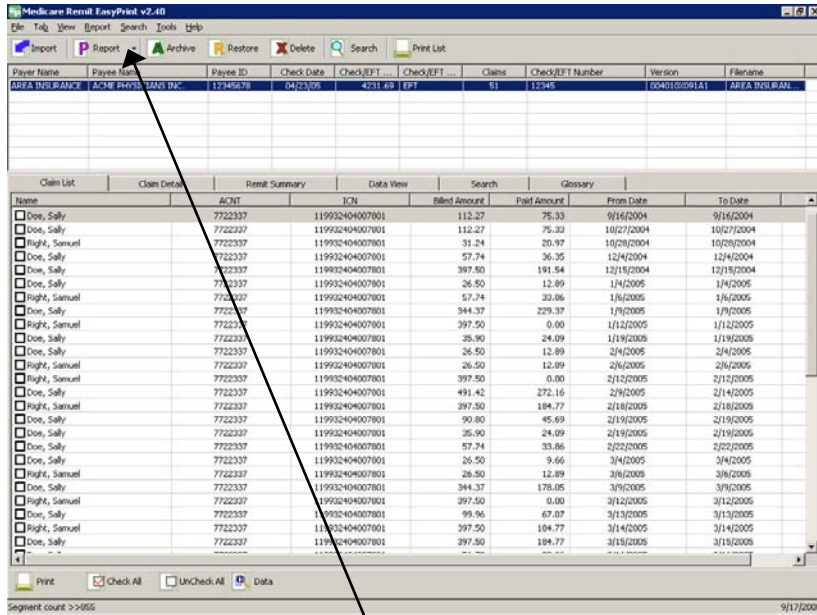 Medicare Remit EasyPrint v2.40
File Tab View Report Search Tools Help
Import Report Archive Restore Delete Search Print List
Payer Name Payee Name Payee ID Check Date Check/EFT ... Check/EFT ... Claims Check/EFT Number Version Filename
AREA INSURANCE ACME PHYSICIANS INC. 12345678 04/23/05 4231.69 EFT 51 12345 004010X091A1 AREA INSURAN...
Claim List Claim Detail Remit Summary Data View Search Glossary
Name ACNT ICN Billed Amount Paid Amount From Date To Date
Doe, Sally 7722337 119932404007801 112.27 75.33 9/16/2004 9/16/2004
Doe, Sally 7722337 119932404007801 112.27 75.33 10/27/2004 10/27/2004
Right, Samuel 7722337 119932404007801 31.24 20.97 10/28/2004 10/28/2004
Doe, Sally 7722337 119932404007801 57.74 36.35 12/4/2004 12/4/2004
Doe, Sally 7722337 119932404007801 397.50 191.54 12/15/2004 12/15/2004
Doe, Sally 7722337 119932404007801 26.50 12.89 1/4/2005 1/4/2005
Right, Samuel 7722337 119932404007801 57.74 33.86 1/6/2005 1/6/2005
Doe, Sally 7722337 119932404007801 344.37 229.37 1/9/2005 1/9/2005
Right, Samuel 7722337 119932404007801 397.50 0.00 1/12/2005 1/12/2005
Doe, Sally 7722337 119932404007801 35.90 24.09 1/19/2005 1/19/2005
Doe, Sally 7722337 119932404007801 26.50 12.89 2/4/2005 2/4/2005
Right, Samuel 7722337 119932404007801 26.50 12.89 2/6/2005 2/6/2005
Right, Samuel 7722337 119932404007801 397.50 0.00 2/12/2005 2/12/2005
Doe, Sally 7722337 119932404007801 491.42 272.16 2/9/2005 2/14/2005
Right, Samuel 7722337 119932404007801 397.50 184.77 2/18/2005 2/18/2005
Doe, Sally 7722337 119932404007801 90.80 45.69 2/19/2005 2/19/2005
Doe, Sally 7722337 119932404007801 35.90 24.09 2/19/2005 2/19/2005
Doe, Sally 7722337 119932404007801 57.74 33.86 2/22/2005 2/22/2005
Doe, Sally 7722337 119932404007801 26.50 9.66 3/4/2005 3/4/2005
Right, Samuel 7722337 119932404007801 26.50 12.89 3/6/2005 3/6/2005
Doe, Sally 7722337 119932404007801 344.37 178.05 3/9/2005 3/9/2005
Right, Samuel 7722337 119932404007801 397.50 0.00 3/12/2005 3/12/2005
Doe, Sally 7722337 119932404007801 99.96 67.07 3/13/2005 3/13/2005
Right, Samuel 7722337 119932404007801 397.50 104.77 3/14/2005 3/14/2005
Doe, Sally 7722337 119932404007801 397.50 184.77 3/15/2005 3/15/2005
Print Check All UnCheck All Data
Segment count >>855 9/17/200